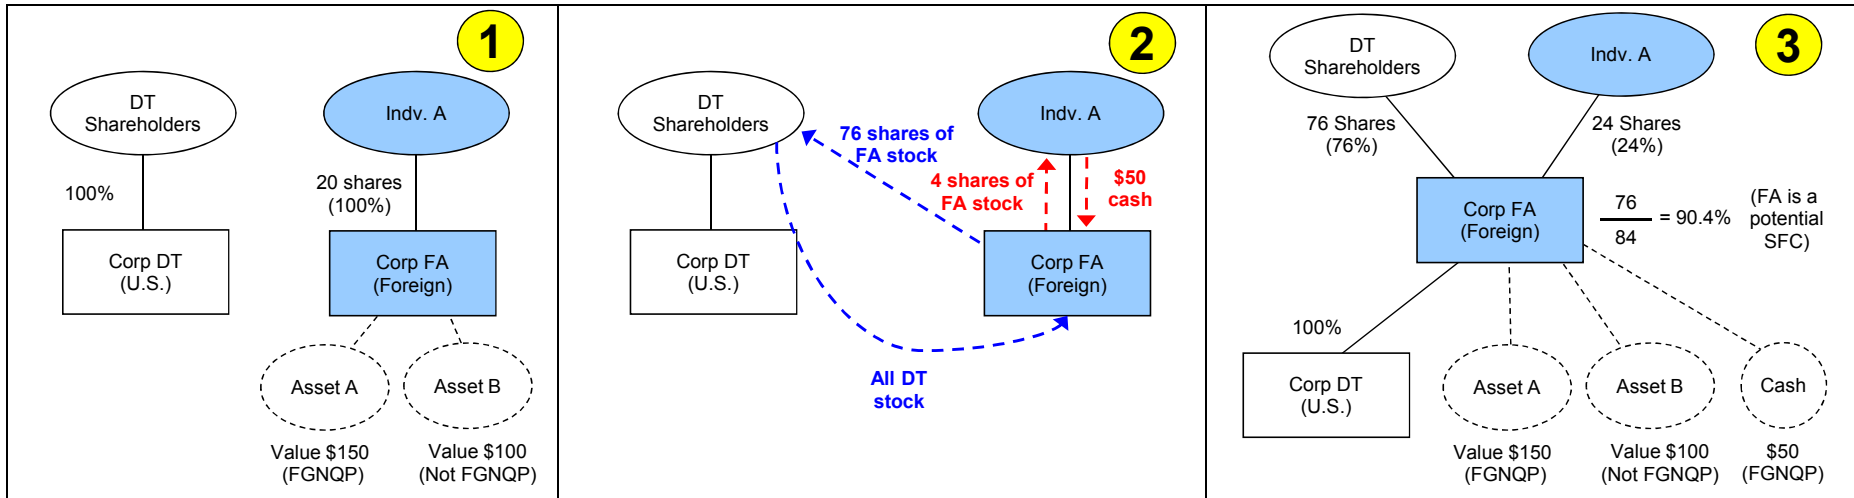 1
DT
Shareholders
Indv. A
100%
20 shares
(100%)
Corp DT
(U.S.)
Corp FA
(Foreign)
Asset A
Asset B
Value $150
(FGNQP)
Value $100
(Not FGNQP)
2
DT
Shareholders
Indv. A
76 shares of
FA stock
4 shares of
FA stock
$50
cash
Corp DT
(U.S.)
Corp FA
(Foreign)
All DT
stock
3
DT
Shareholders
Indv. A
76 Shares
(76%)
24 Shares
(24%)
Corp FA
(Foreign)
76
84
= 90.4%
(FA is a
potential
SFC)
100%
Corp DT
(U.S.)
Asset A
Asset B
Cash
Value $150
(FGNQP)
Value $100
(Not FGNQP)
$50
(FGNQP)